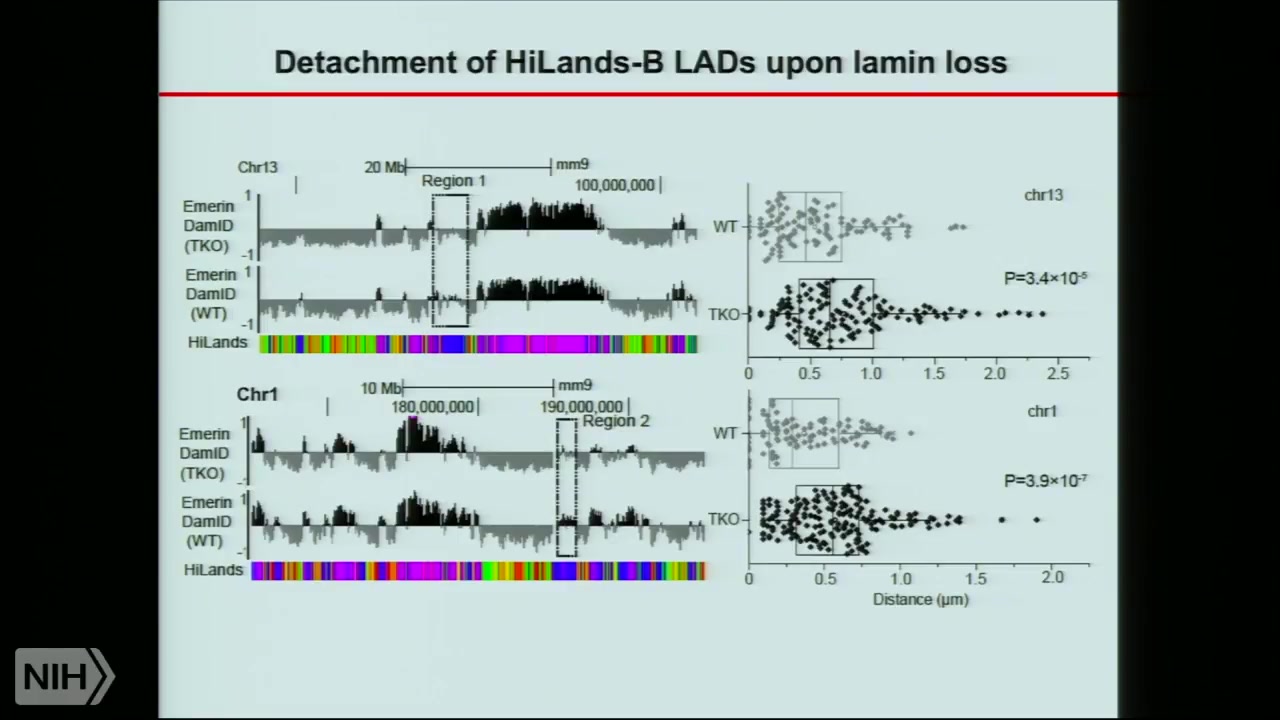 Detachment of HiLands-B LADs upon lamin loss
Chr13
20 Mb
mm9
Region 1
100,000,000
Emerin
DamID
(TKO)
1
-1
Emerin
DamID
(WT)
1
-1
HiLands
WT
chr13
P=3.4×10-5
TKO
0
0.5
1.0
1.5
2.0
2.5
Chr1
10 Mb
mm9
180,000,000
190,000,000
Region 2
Emerin
DamID
(TKO)
1
-1
Emerin
DamID
(WT)
1
-1
HiLands
WT
chr1
P=3.9×10-7
TKO
0
0.5
1.0
1.5
2.0
Distance (µm)
NIH